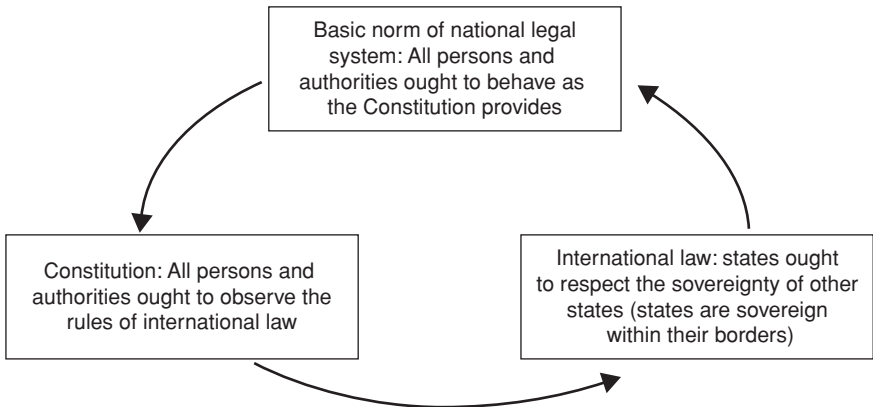 Basic norm of national legal
system: All persons and
authorities ought to behave as
the Constitution provides
Constitution: All persons and
authorities ought to observe the
rules of international law
International law: states ought
to respect the sovereignty of other
states (states are sovereign
within their borders)